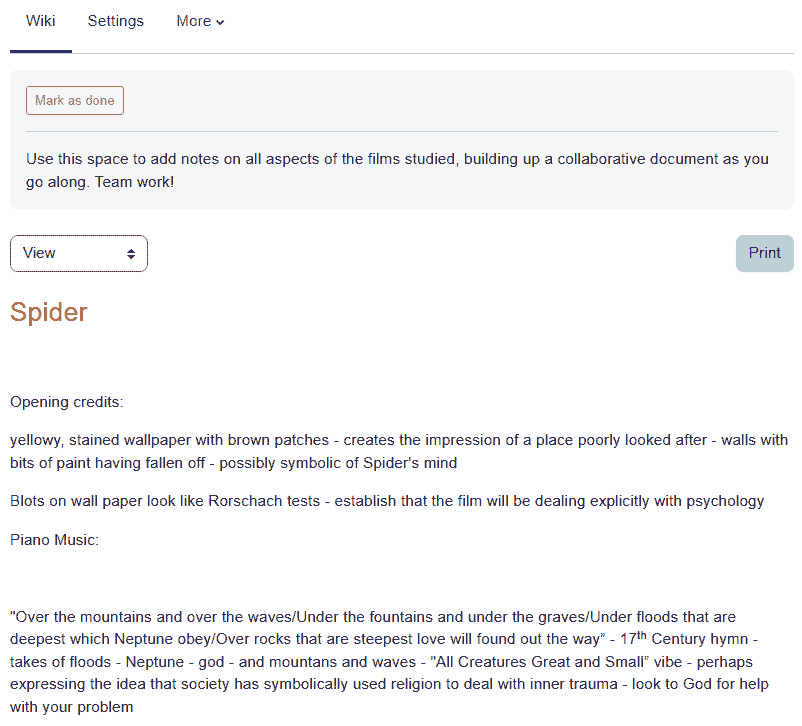 Wiki Settings More
Mark as done
Use this space to add notes on all aspects of the films studied, building up a collaborative document as you
go along. Team work!
View Print
Spider
Opening credits:
yellowy, stained wallpaper with brown patches - creates the impression of a place poorly looked after - walls with
bits of paint having fallen off - possibly symbolic of Spider's mind
Blots on wall paper look like Rorschach tests - establish that the film will be dealing explicitly with psychology
Piano Music:
"Over the mountains and over the waves/Under the fountains and under the graves/Under floods that are
deepest which Neptune obey/Over rocks that are steepest love will found out the way” - 17th Century hymn -
takes of floods - Neptune - god - and mountans and waves - "All Creatures Great and Small” vibe - perhaps
expressing the idea that society has symbolically used religion to deal with inner trauma - look to God for help
with your problem